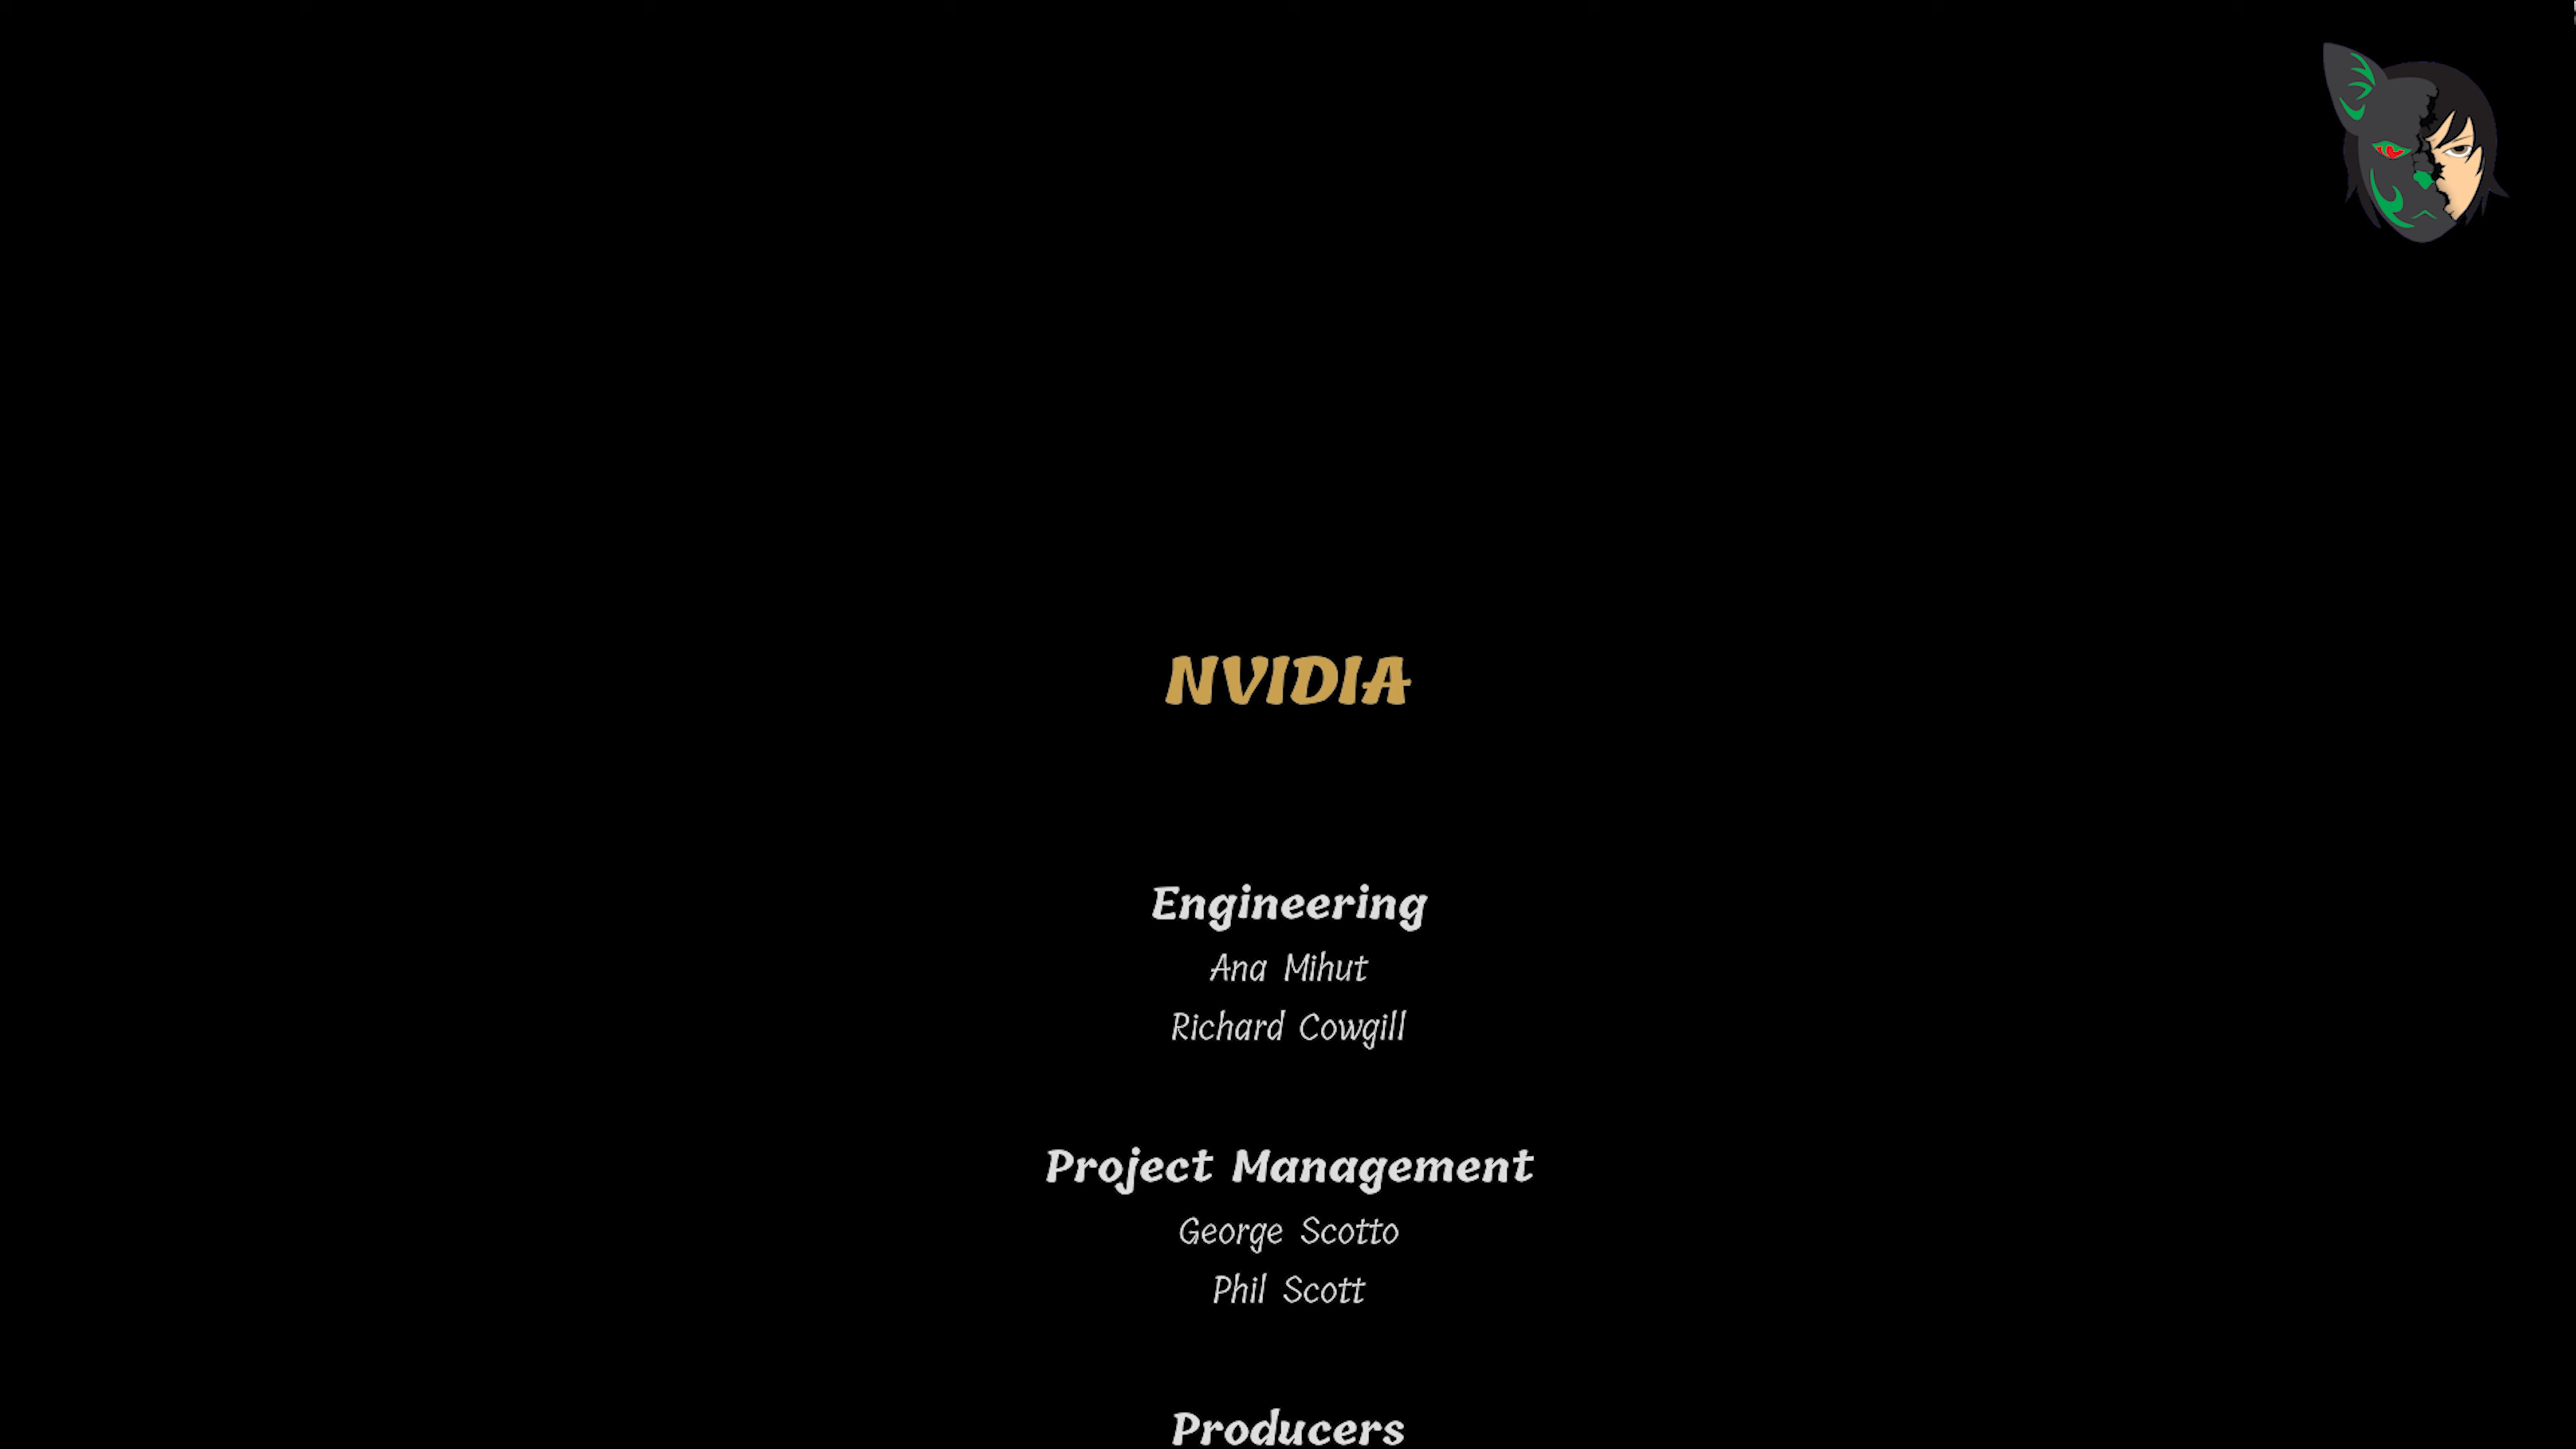 NVIDIA
Engineering
Ana Mihut
Richard Cowgill
Project Management
George Scotto
Phil Scott
Producers